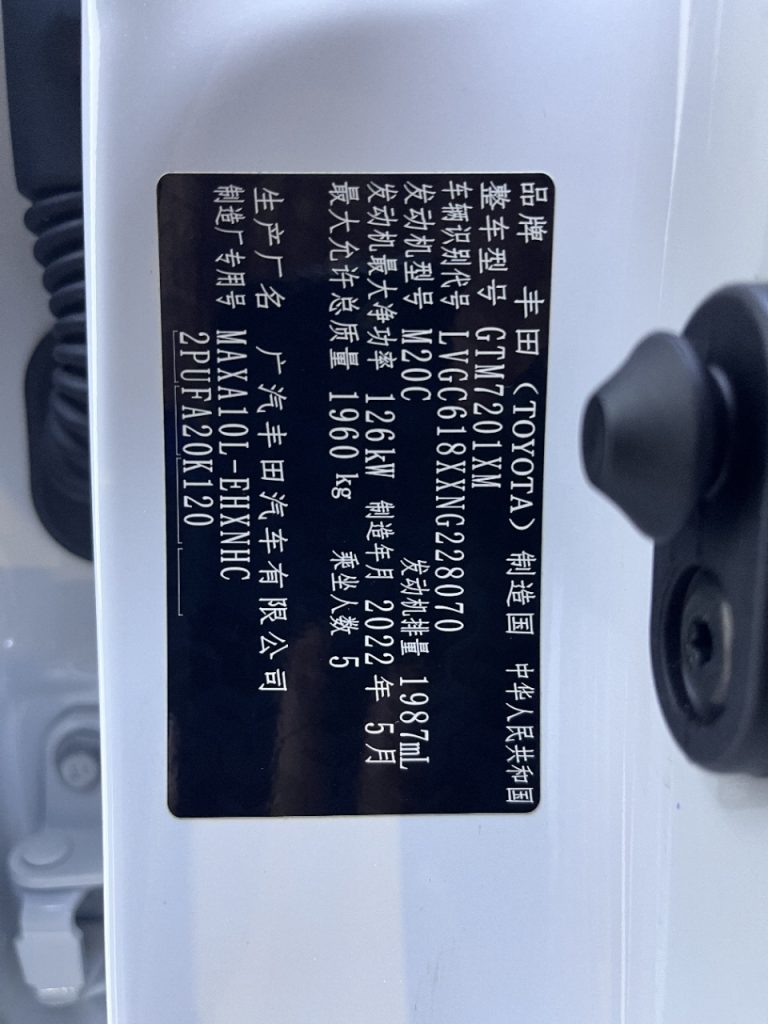 品牌 丰田（TOYOTA） 制造国 中华人民共和国
整车型号 GTM7201XM
车辆识别代号 LVGC618XXNG228070
发动机型号 M20C 发动机排量 1987mL
发动机最大净功率 126kW 制造年月 2022年5月
最大允许总质量 1960kg 乘坐人数 5
生产厂名 广汽丰田汽车有限公司
制造厂专用号 MAXA10L-EHXNHC
2PUFA20K120